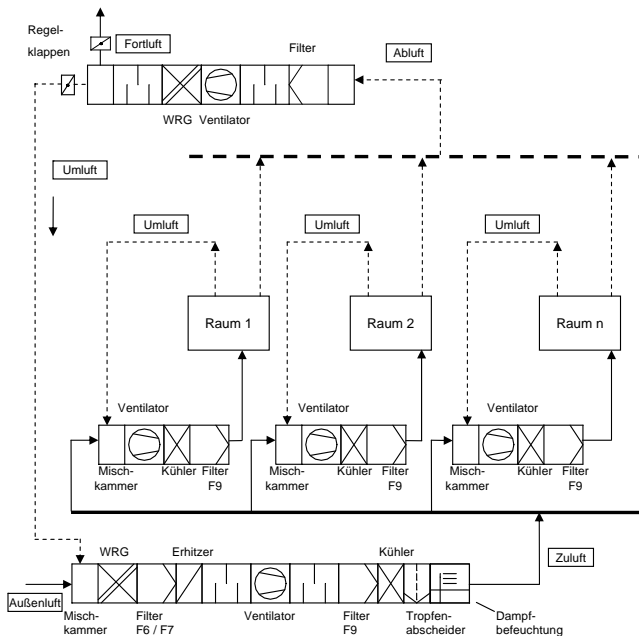 Regel-
klappen
Fortluft
Filter
Abluft
WRG Ventilator
Umluft
Umluft
Umluft
Umluft
Raum 1
Raum 2
Raum n
Ventilator
Ventilator
Ventilator
Misch-
kammer
Kühler
Filter
F9
Misch-
kammer
Kühler
Filter
F9
Misch-
kammer
Kühler
Filter
F9
WRG
Erhitzer
Kühler
Zuluft
Außenluft
Misch-
kammer
Filter
F6 / F7
Ventilator
Filter
F9
Tropfen-
abscheider
Dampf-
befeuchtung